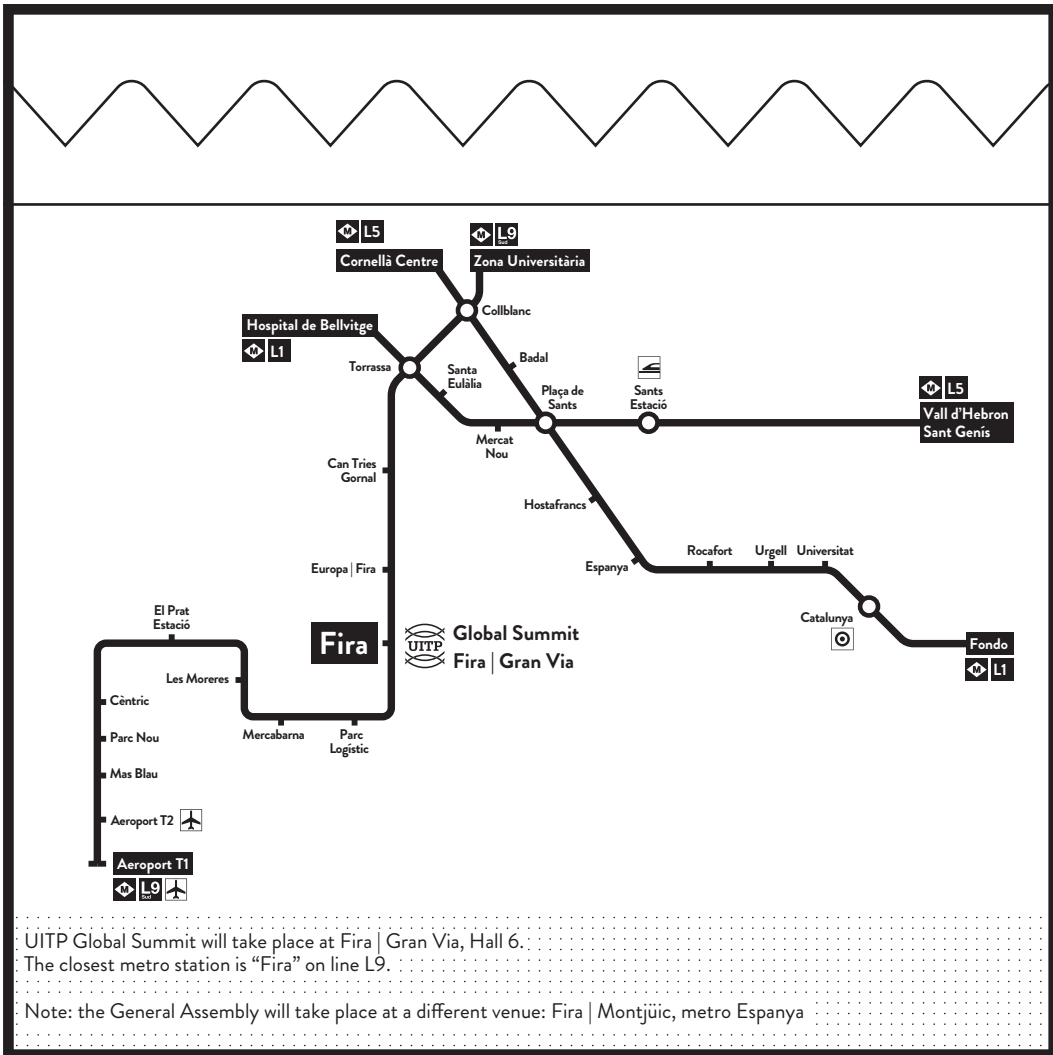 M L5
Cornellà Centre
M L9
Sud
Zona Universitària
Collblanc
Hospital de Bellvitge
M L1
Torrassa
Santa
Eulàlia
Badal
Plaça de
Sants
Sants
Estació
M L5
Vall d'Hebron
Sant Genís
Mercat
Nou
Can Tries
Gornal
Hostafrancs
Europa | Fira
Espanya
Rocafort
Urgell
Universitat
Catalunya
Fondo
M L1
Fira
UITP
Global Summit
Fira | Gran Via
El Prat
Estació
Les Moreres
Cèntric
Parc Nou
Mas Blau
Mercabarna
Parc
Logístic
Aeroport T2
Aeroport T1
M L9
Sud
UITP Global Summit will take place at Fira | Gran Via, Hall 6.
The closest metro station is “Fira” on line L9.
Note: the General Assembly will take place at a different venue: Fira | Montjüic, metro Espanya